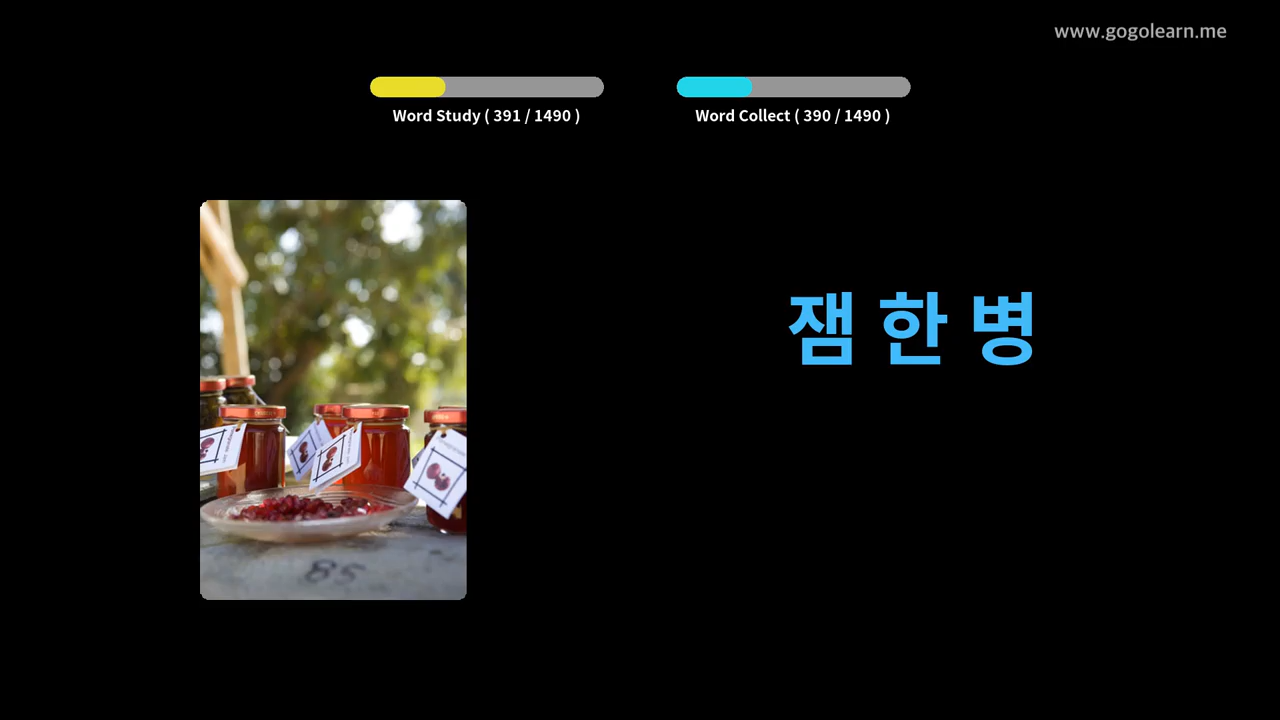 www.gogolearn.me
Word Study ( 391 / 1490 )
Word Collect ( 390 / 1490 )
잼 한 병
85